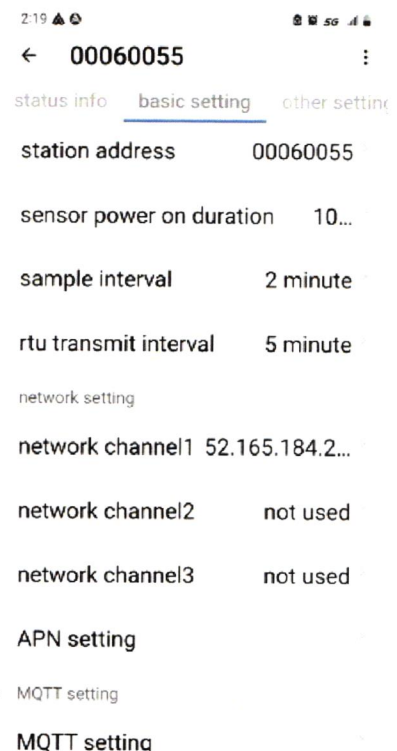 2:19 5G
← 00060055
status info basic setting other setting
station address 00060055
sensor power on duration 10...
sample interval 2 minute
rtu transmit interval 5 minute
network setting
network channel1 52.165.184.2...
network channel2 not used
network channel3 not used
APN setting
MQTT setting
MQTT setting